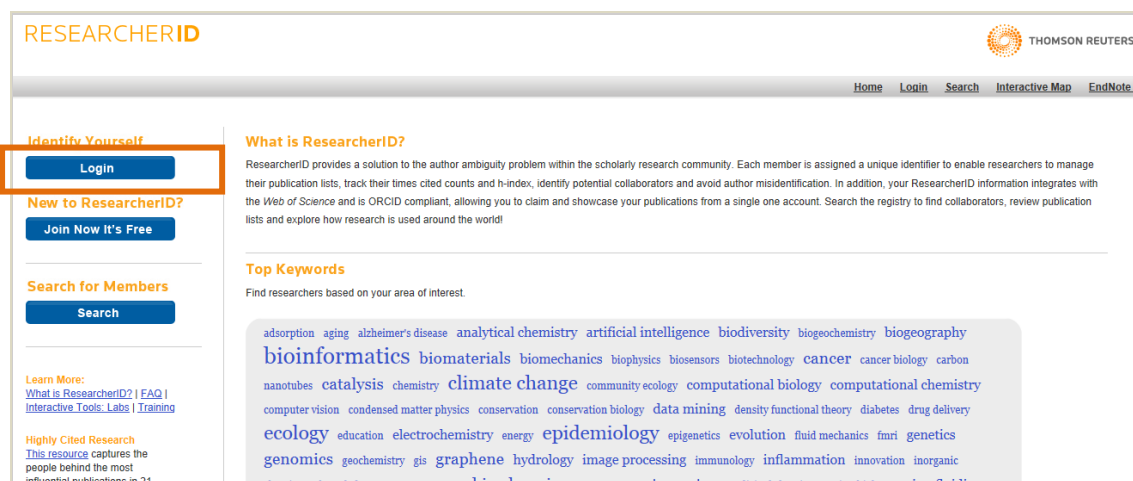 RESEARCHERID
THOMSON REUTERS
Home Login Search Interactive Map EndNote
Identify Yourself
Login
New to ResearcherID?
Join Now It's Free
Search for Members
Search
Learn More:
What is ResearcherID? | FAQ |
Interactive Tools: Labs | Training
Highly Cited Research
This resource captures the
people behind the most
influential publications in 21
What is ResearcherID?
ResearcherID provides a solution to the author ambiguity problem within the scholarly research community. Each member is assigned a unique identifier to enable researchers to manage
their publication lists, track their times cited counts and h-index, identify potential collaborators and avoid author misidentification. In addition, your ResearcherID information integrates with
the Web of Science and is ORCID compliant, allowing you to claim and showcase your publications from a single one account. Search the registry to find collaborators, review publication
lists and explore how research is used around the world!
Top Keywords
Find researchers based on your area of interest.
adsorption aging alzheimer's disease analytical chemistry artificial intelligence biodiversity biogeochemistry biogeography
bioinformatics biomaterials biomechanics biophysics biosensors biotechnology cancer cancer biology carbon
nanotubes catalysis chemistry climate change community ecology computational biology computational chemistry
computer vision condensed matter physics conservation conservation biology data mining density functional theory diabetes drug delivery
ecology education electrochemistry energy epidemiology epigenetics evolution fluid mechanics fmri genetics
genomics geochemistry gis graphene hydrology image processing immunology inflammation innovation inorganic